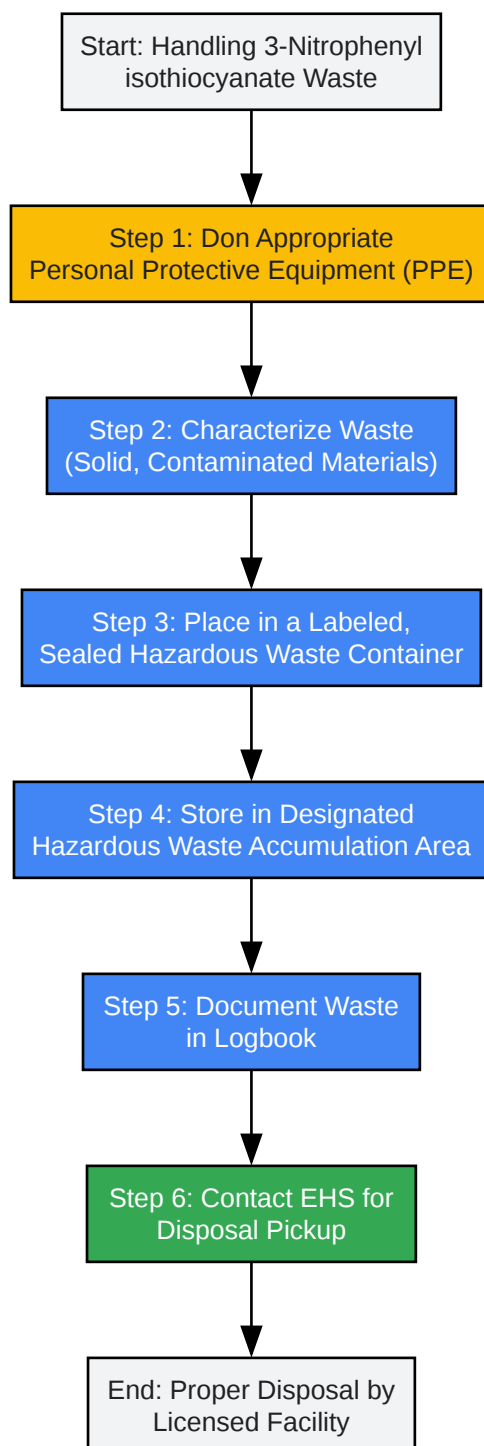 Start: Handling 3-Nitrophenyl
isothiocyanate Waste
Step 1: Don Appropriate
Personal Protective Equipment (PPE)
Step 2: Characterize Waste
(Solid, Contaminated Materials)
Step 3: Place in a Labeled,
Sealed Hazardous Waste Container
Step 4: Store in Designated
Hazardous Waste Accumulation Area
Step 5: Document Waste
in Logbook
Step 6: Contact EHS for
Disposal Pickup
End: Proper Disposal by
Licensed Facility